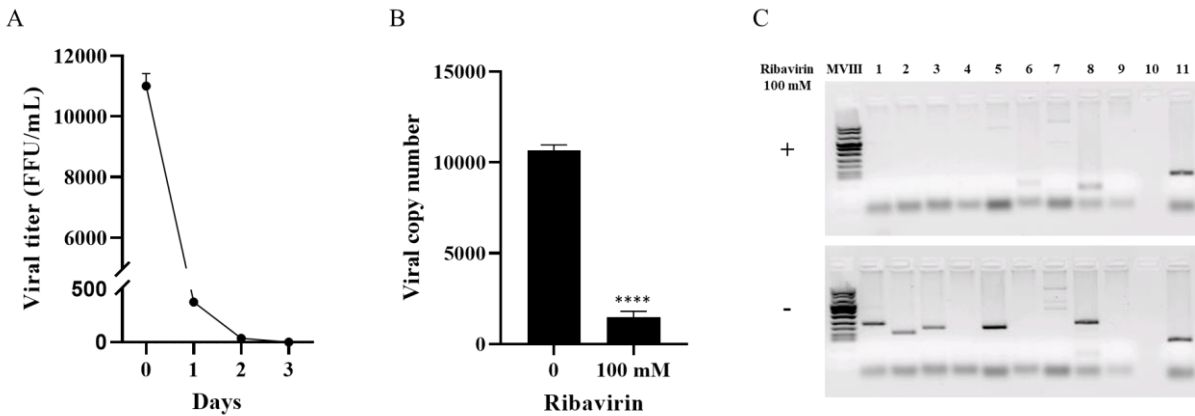 A
Viral titer (FFU/mL)
12000
10000
8000
6000
500
0
0 1 2 3
Days
B
Viral copy number
15000
10000
5000
0
****
0 100 mM
Ribavirin
C
Ribavirin MVIII 1 2 3 4 5 6 7 8 9 10 11
100 mM
+
-